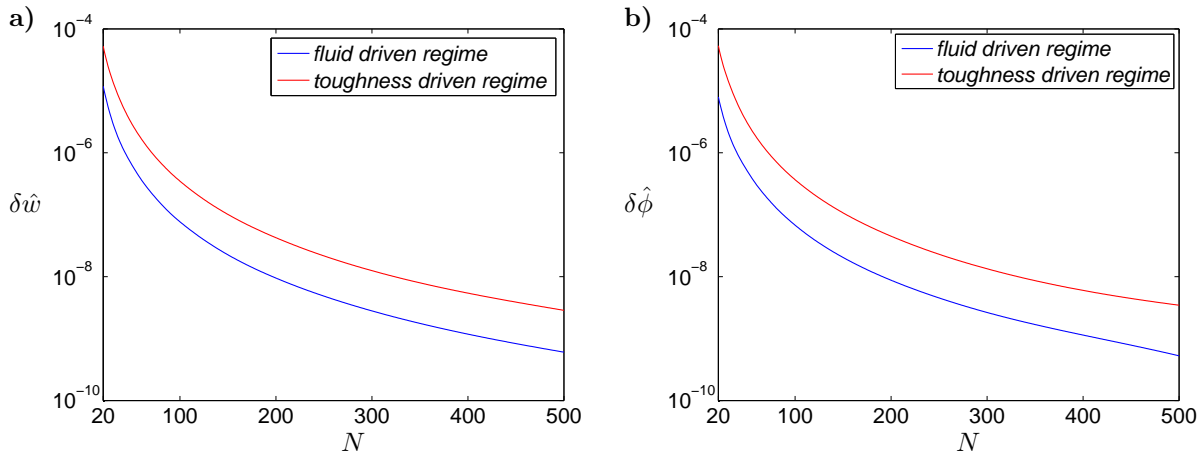 a)
10⁻⁴
10⁻⁶
10⁻⁸
10⁻¹⁰
δŵ
fluid driven regime
toughness driven regime
20 100 200 300 400 500
N
b)
10⁻⁴
10⁻⁶
10⁻⁸
10⁻¹⁰
δϕ̂
fluid driven regime
toughness driven regime
20 100 200 300 400 500
N